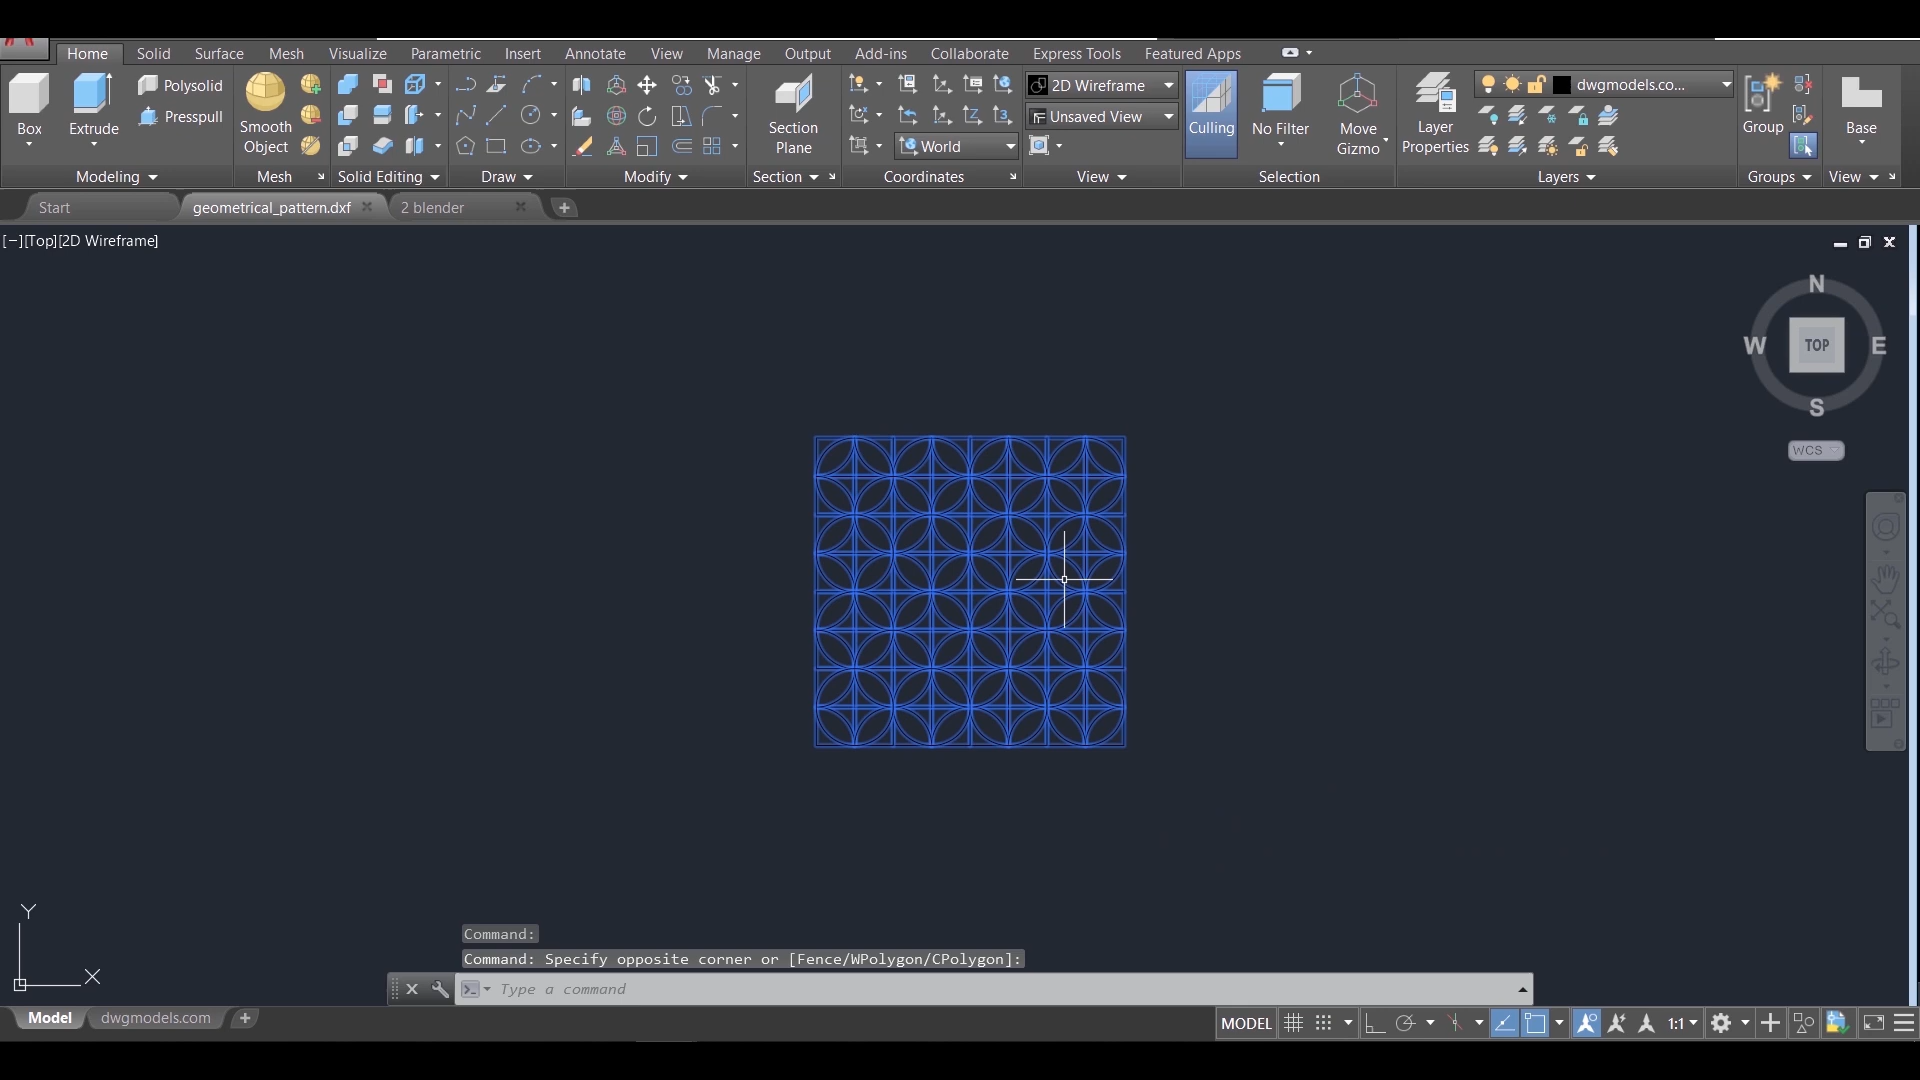 Home Solid Surface Mesh Visualize Parametric Insert Annotate View Manage Output Add-ins Collaborate Express Tools Featured Apps
Box
Extrude
Polysolid
Presspull
Smooth
Object
Section
Plane
World
2D Wireframe
Unsaved View
Culling
No Filter
Move
Gizmo
Layer
Properties
dwgmodels.co...
Group
Base
Modeling Mesh Solid Editing Draw Modify Section Coordinates View Selection Layers Groups View
Start geometrical_pattern.dxf 2 blender
[−][Top][2D Wireframe]
N
W TOP E
S
WCS
Y
X
Command:
Command: Specify opposite corner or [Fence/WPolygon/CPolygon]:
Type a command
Model dwgmodels.com
MODEL 1:1